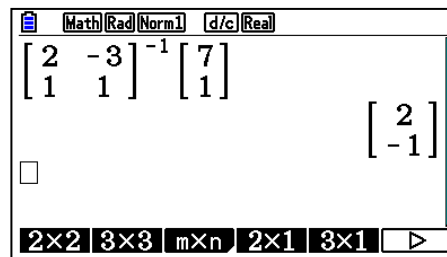 Math Rad Norm1 d/c Real
[2 -3
1 1]⁻¹ [7
1]
[2
-1]
2×2 3×3 m×n 2×1 3×1 ▷